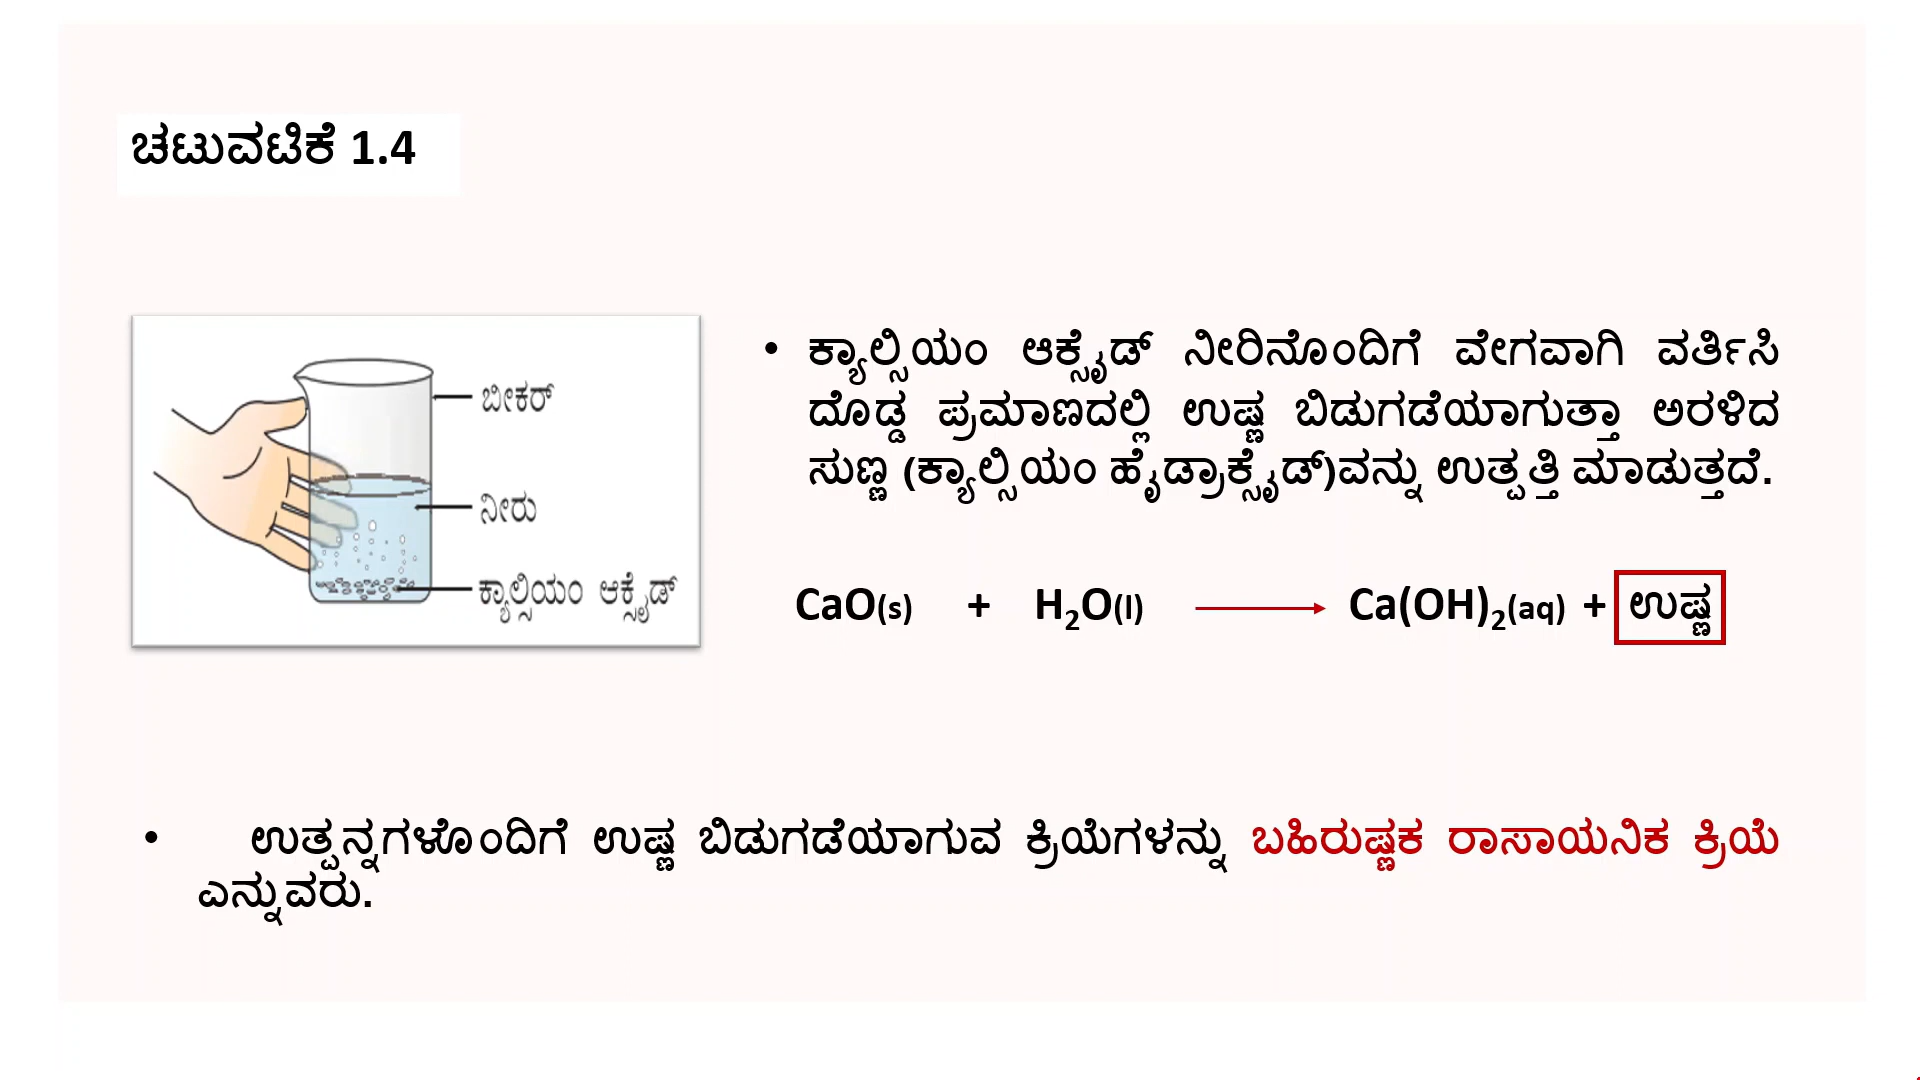 ಚಟುವಟಿಕೆ 1.4
ಬೀಕರ್
ನೀರು
ಕ್ಯಾಲ್ಸಿಯಂ ಆಕ್ಸೈಡ್
• ಕ್ಯಾಲ್ಸಿಯಂ ಆಕ್ಸೈಡ್ ನೀರಿನೊಂದಿಗೆ ವೇಗವಾಗಿ ವರ್ತಿಸಿ
ದೊಡ್ಡ ಪ್ರಮಾಣದಲ್ಲಿ ಉಷ್ಣ ಬಿಡುಗಡೆಯಾಗುತ್ತಾ ಅರಳಿದ
ಸುಣ್ಣ (ಕ್ಯಾಲ್ಸಿಯಂ ಹೈಡ್ರಾಕ್ಸೈಡ್)ವನ್ನು ಉತ್ಪತ್ತಿ ಮಾಡುತ್ತದೆ.
CaO(s) + H₂O(l) ⟶ Ca(OH)₂(aq) + ಉಷ್ಣ
• ಉತ್ಪನ್ನಗಳೊಂದಿಗೆ ಉಷ್ಣ ಬಿಡುಗಡೆಯಾಗುವ ಕ್ರಿಯೆಗಳನ್ನು ಬಹಿರುಷ್ಣಕ ರಾಸಾಯನಿಕ ಕ್ರಿಯೆ
ಎನ್ನುವರು.